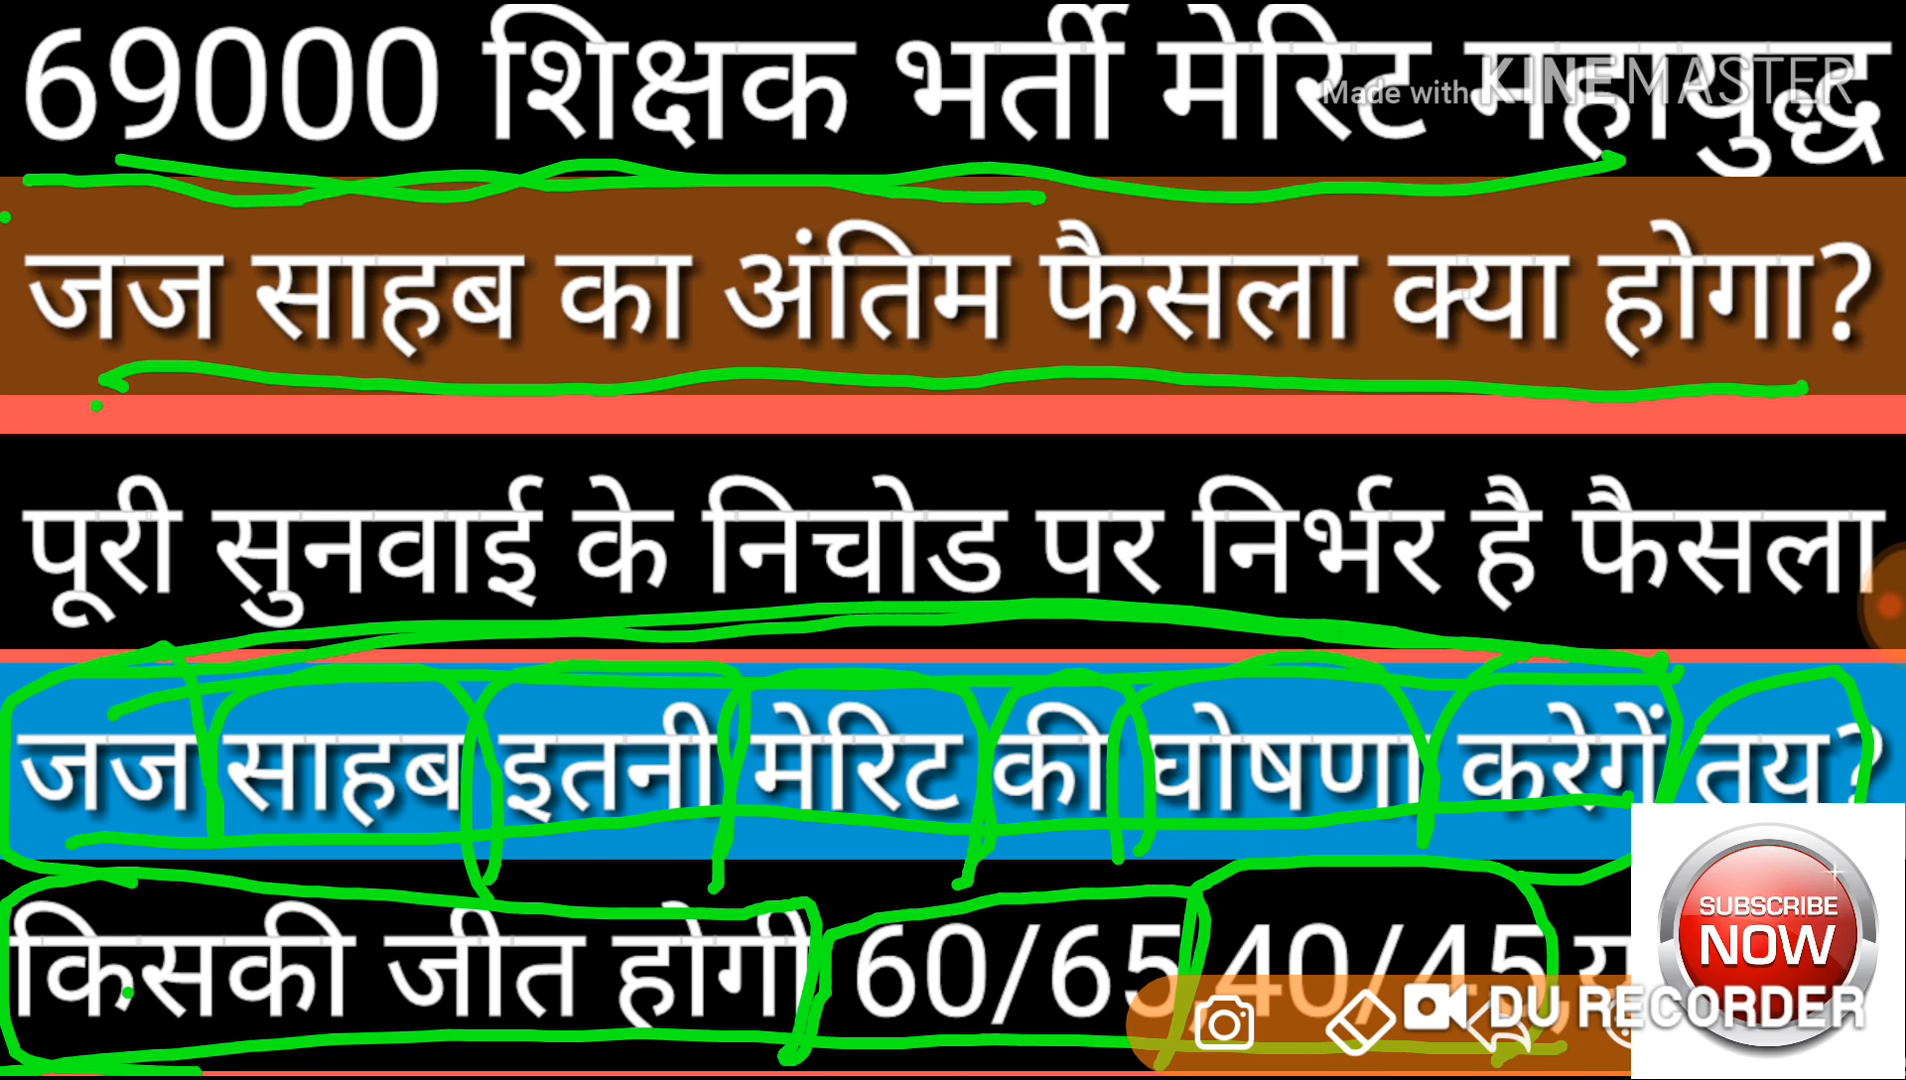 69000 शिक्षक भर्ती मेरिट महायुद्ध
Made with KINEMASTER
जज साहब का अंतिम फैसला क्या होगा?
पूरी सुनवाई के निचोड पर निर्भर है फैसला
जज साहब इतनी मेरिट की घोषणा करेगें तय?
किसकी जीत होगी 60/65,40/45,
SUBSCRIBE
NOW
DU RECORDER